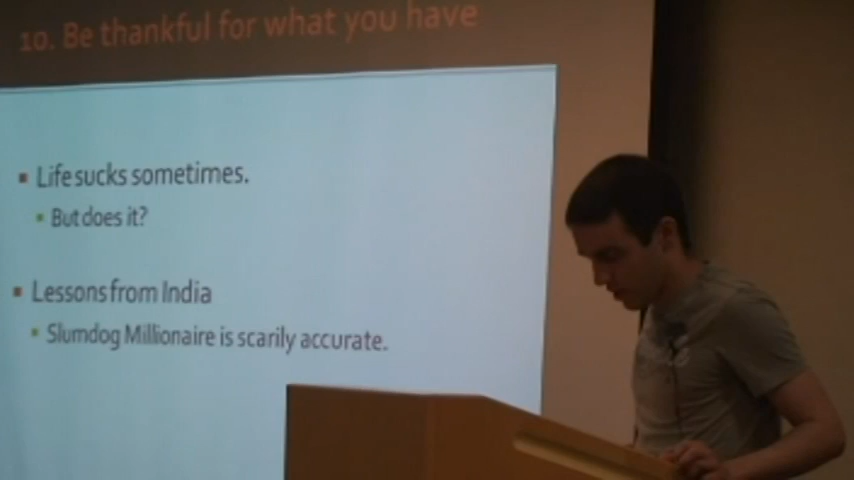 10. Be thankful for what you have
Life sucks sometimes.
But does it?
Lessons from India
Slumdog Millionaire is scarily accurate.